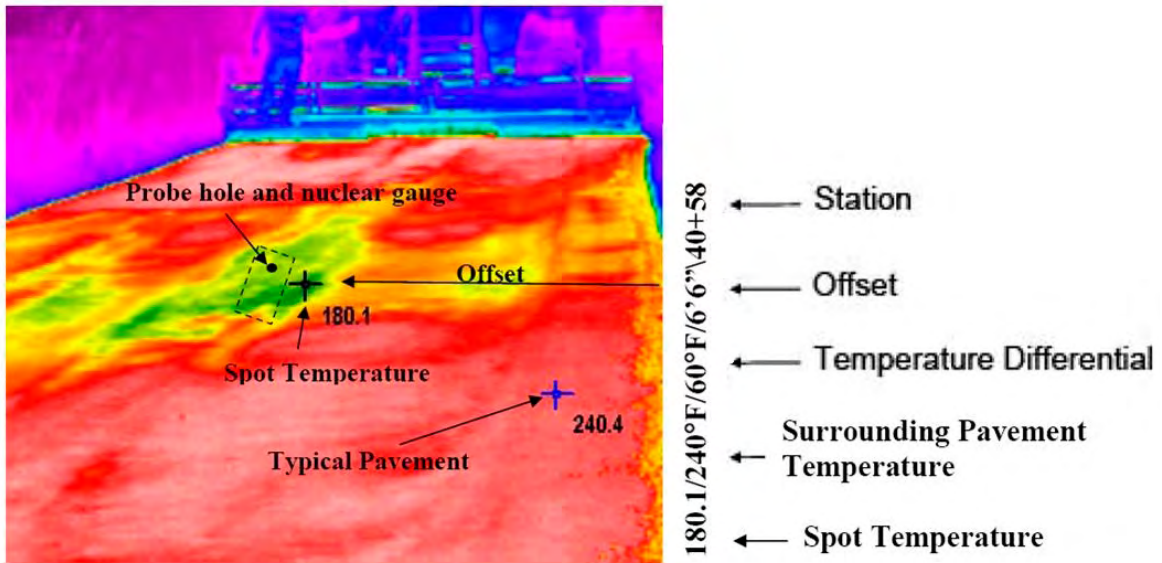 Probe hole and nuclear gauge
Offset
180.1
Spot Temperature
240.4
Typical Pavement
180.1/240°F/60°F/6'6"\40+58
Station
Offset
Temperature Differential
Surrounding Pavement
Temperature
Spot Temperature